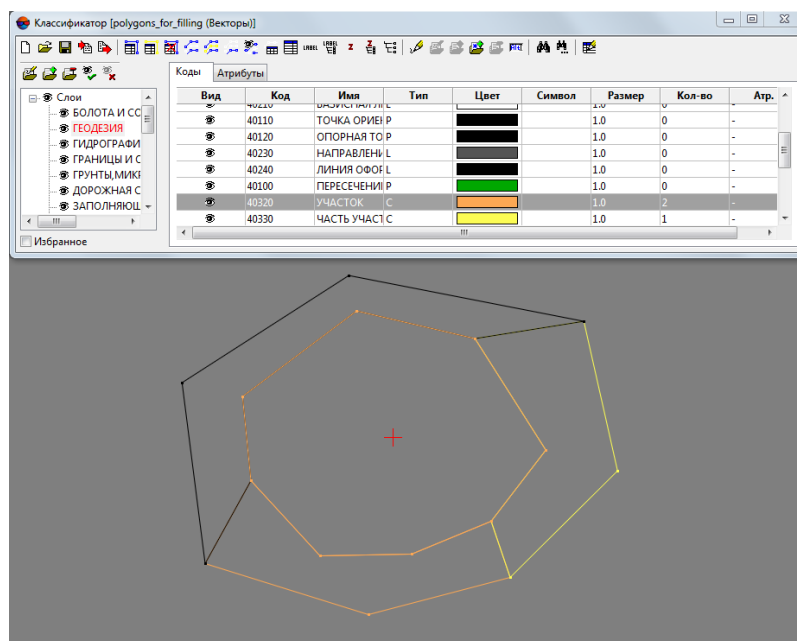 Классификатор [polygons_for_filling (Векторы)]
Коды Атрибуты
Слои
БОЛОТА И СО
ГЕОДЕЗИЯ
ГИДРОГРАФИ
ГРАНИЦЫ И С
ГРУНТЫ,МИКР
ДОРОЖНАЯ С
ЗАПОЛНЯЮЩ
Избранное
Вид Код Имя Тип Цвет Символ Размер Кол-во Атр.
40110 ТОЧКА ОРИЕН P 1.0 0 -
40120 ОПОРНАЯ ТО P 1.0 0 -
40230 НАПРАВЛЕНИ L 1.0 0 -
40240 ЛИНИЯ ОФОР L 1.0 0 -
40100 ПЕРЕСЕЧЕНИ P 1.0 0 -
40320 УЧАСТОК C 1.0 2 -
40330 ЧАСТЬ УЧАСТ C 1.0 1 -